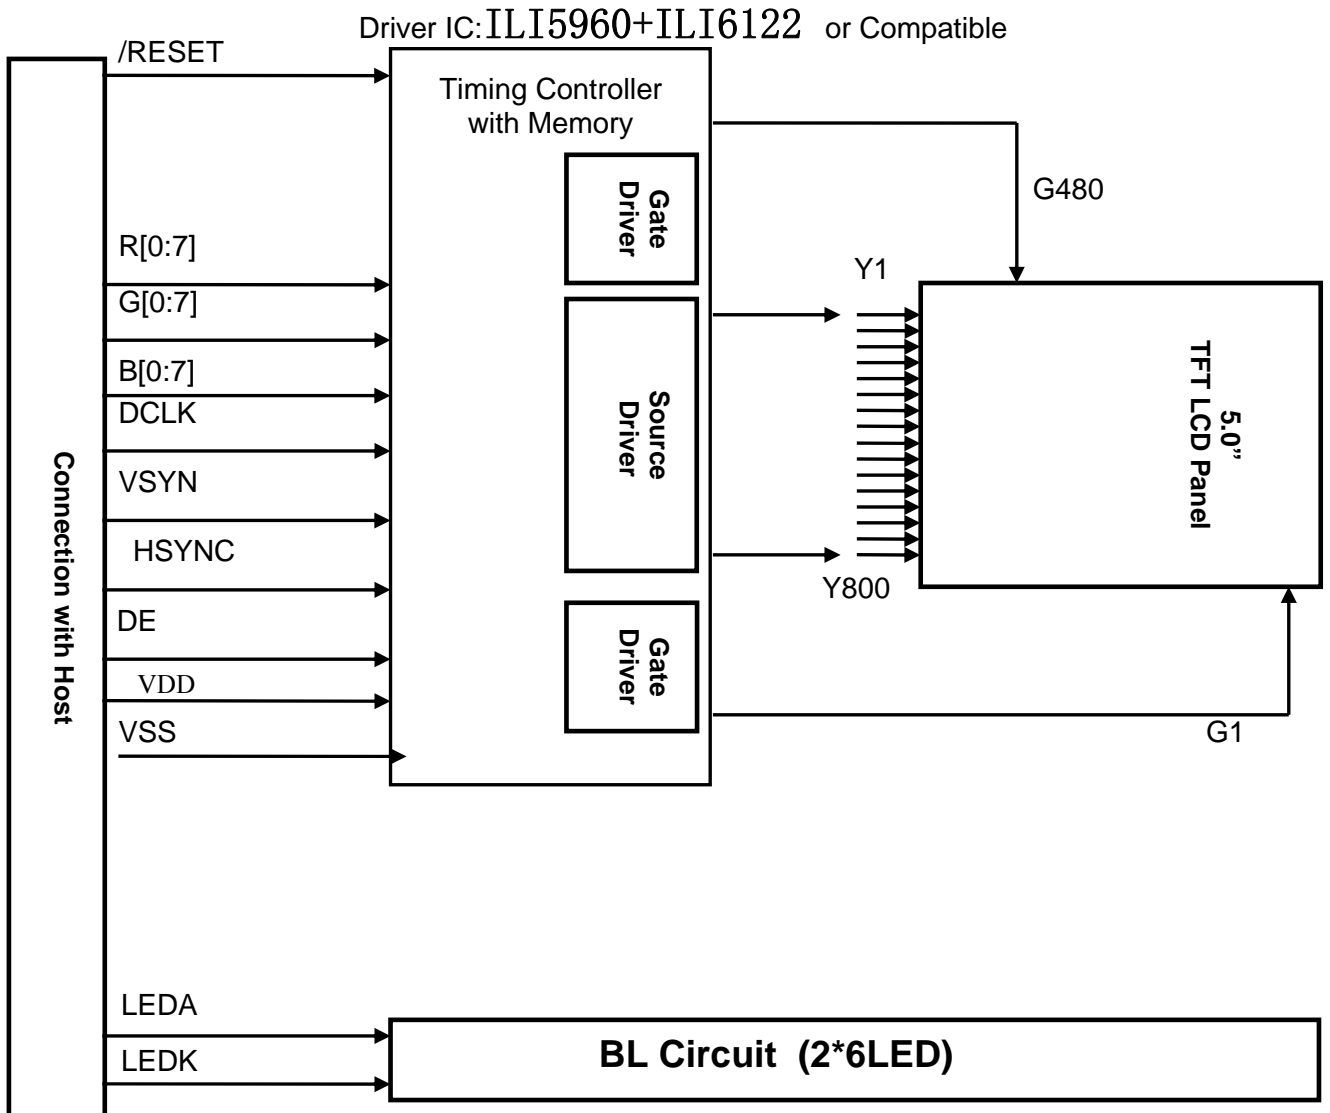 Driver IC: ILI5960+ILI6122 or Compatible
/RESET
Timing Controller
with Memory
Gate
Driver
G480
R[0:7]
Y1
G[0:7]
B[0:7]
DCLK
Source
Driver
5.0”
TFT LCD Panel
VSYN
Connection with Host
HSYNC
Y800
DE
Gate
Driver
VDD
VSS
G1
LEDA
LEDK
BL Circuit (2*6LED)